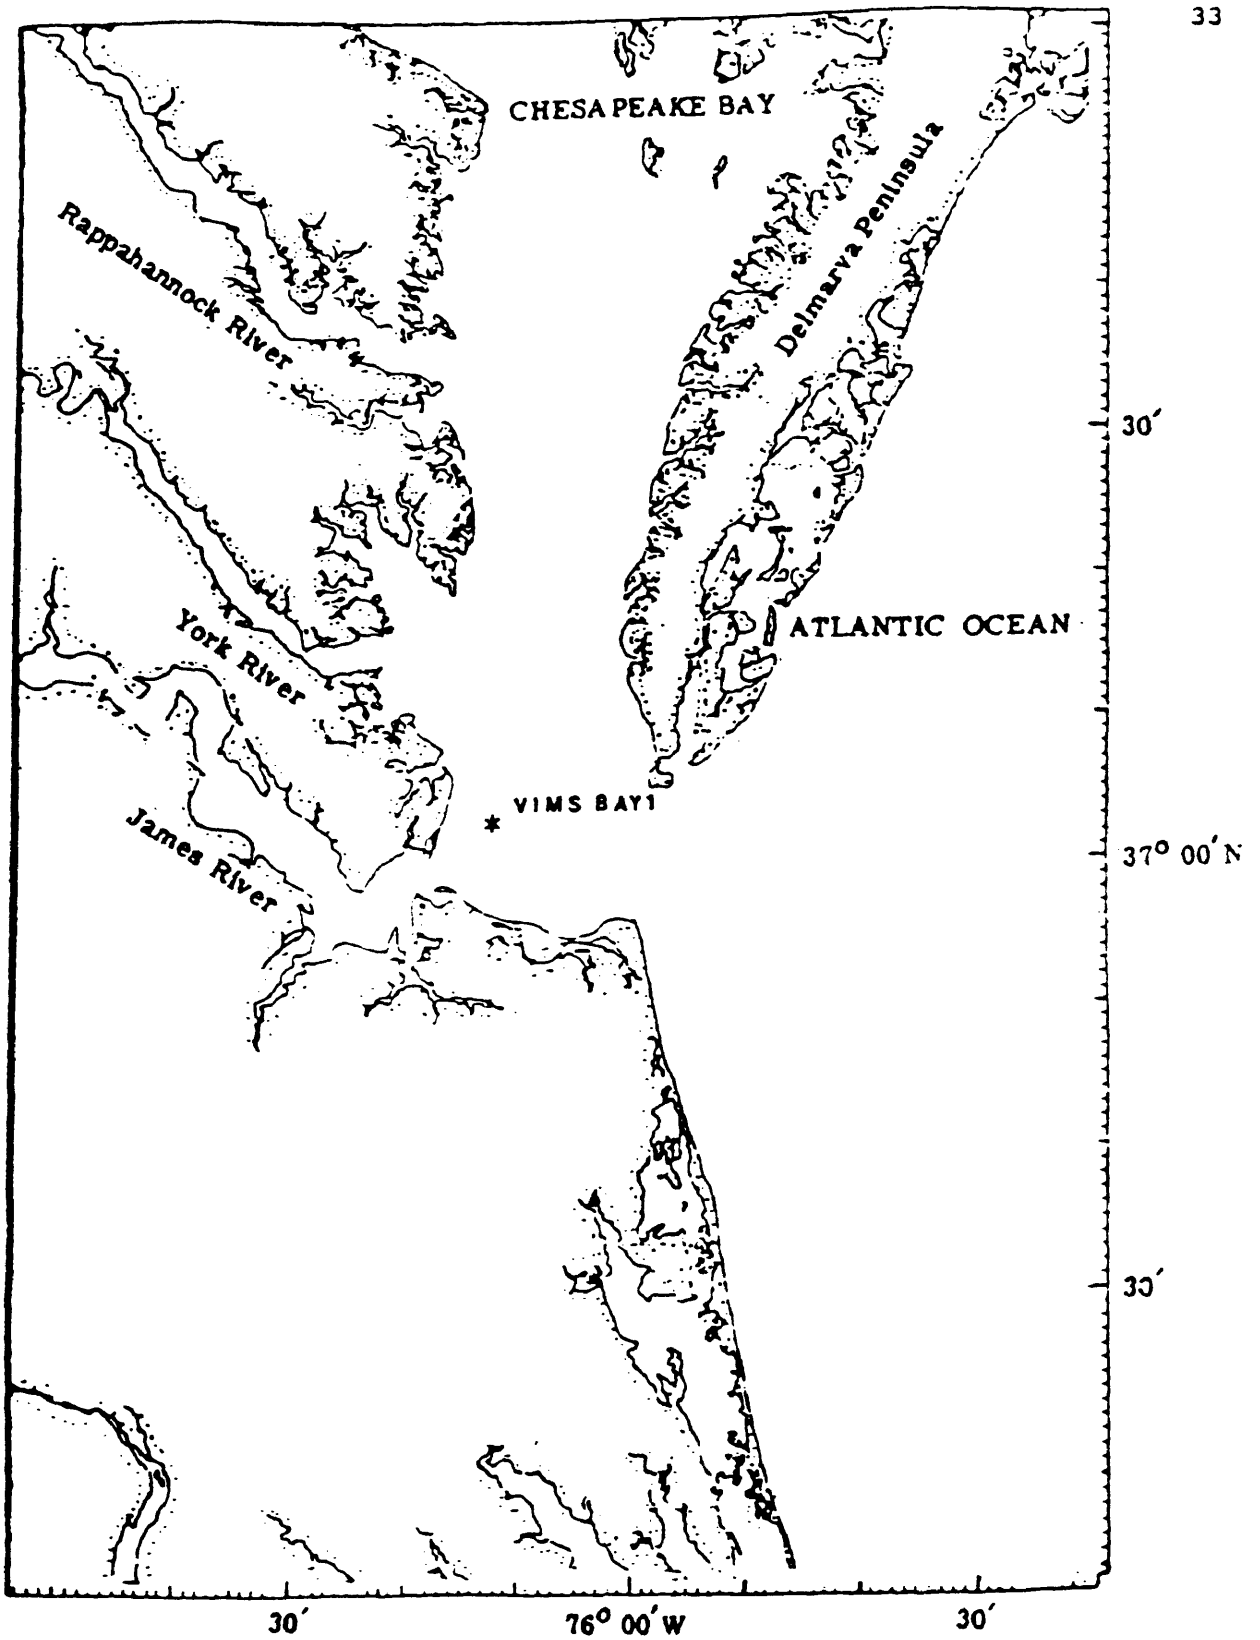 33
CHESAPEAKE BAY
Delmarva Peninsula
Rappahannock River
30′
ATLANTIC OCEAN
York River
VIMS BAY1
James River
37° 00′ N
30′
30′
76° 00′ W
30′